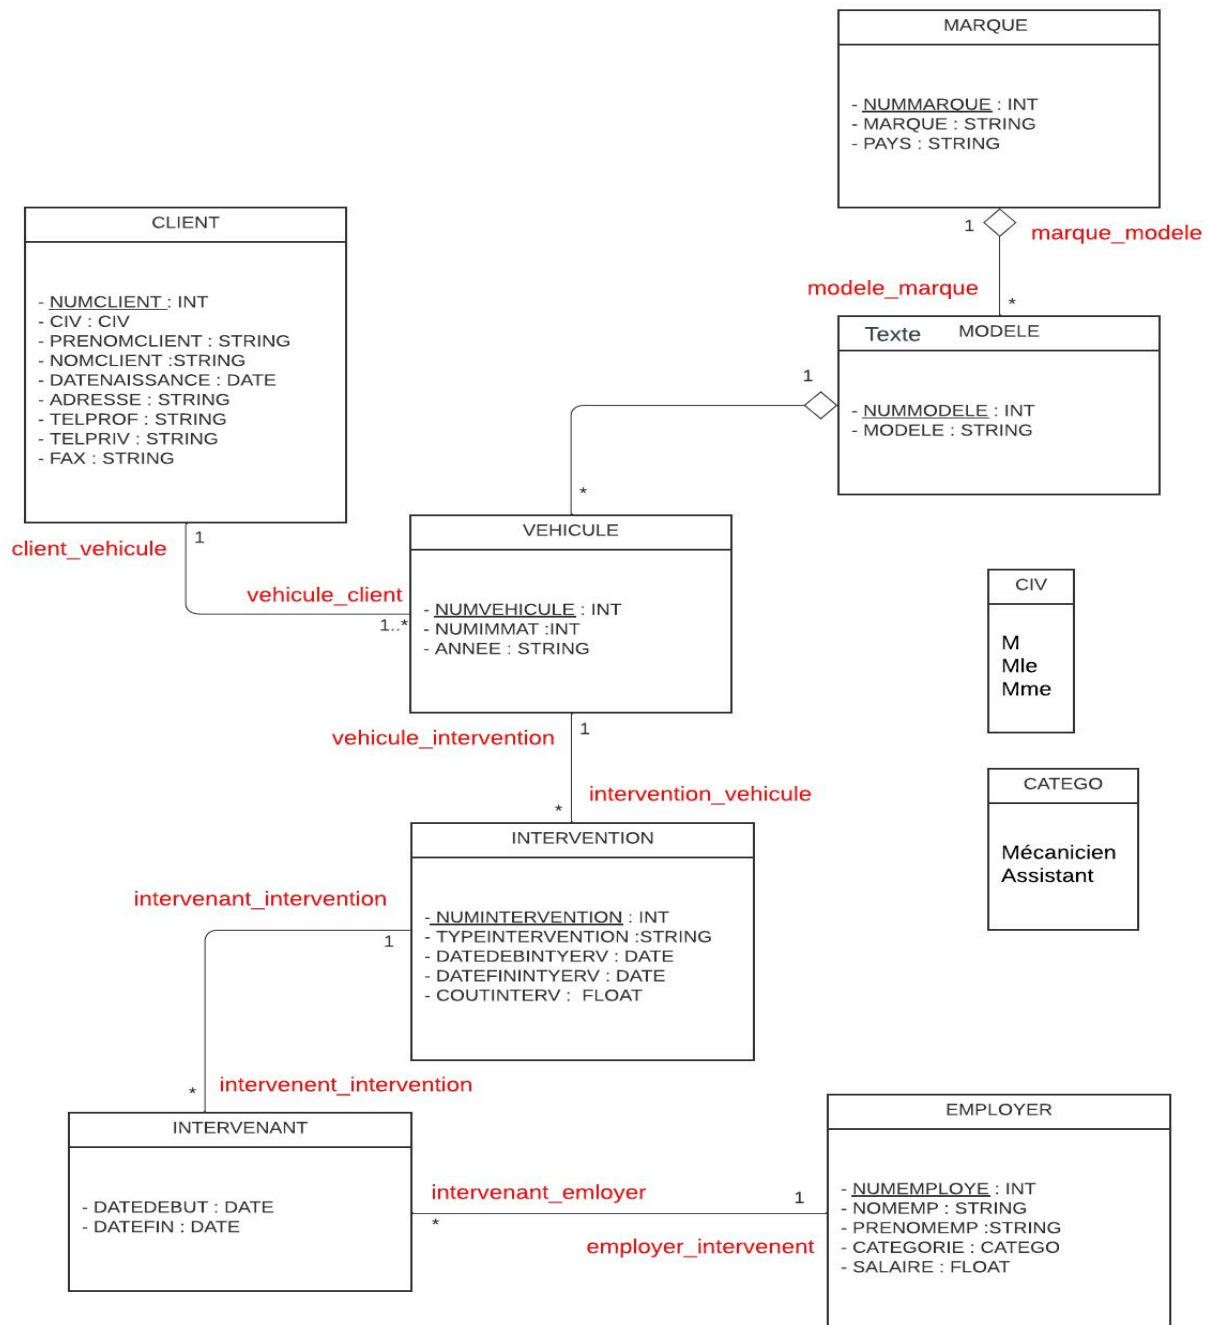 MARQUE
- NUMMARQUE : INT
- MARQUE : STRING
- PAYS : STRING
1
marque_modele
modele_marque
*
Texte MODELE
- NUMMODELE : INT
- MODELE : STRING
1
*
CLIENT
- NUMCLIENT : INT
- CIV : CIV
- PRENOMCLIENT : STRING
- NOMCLIENT :STRING
- DATENAISSANCE : DATE
- ADRESSE : STRING
- TELPROF : STRING
- TELPRIV : STRING
- FAX : STRING
1
client_vehicule
vehicule_client
1..*
VEHICULE
- NUMVEHICULE : INT
- NUMIMMAT :INT
- ANNEE : STRING
CIV
M
Mle
Mme
vehicule_intervention
1
intervention_vehicule
*
CATEGO
Mécanicien
Assistant
INTERVENTION
- NUMINTERVENTION : INT
- TYPEINTERVENTION :STRING
- DATEDEBINTYERV : DATE
- DATEFININTYERV : DATE
- COUTINTERV : FLOAT
intervenant_intervention
1
*
intervenent_intervention
INTERVENANT
- DATEDEBUT : DATE
- DATEFIN : DATE
intervenant_emloyer
*
1
employer_intervenent
EMPLOYER
- NUMEMPLOYE : INT
- NOMEMP : STRING
- PRENOMEMP :STRING
- CATEGORIE : CATEGO
- SALAIRE : FLOAT